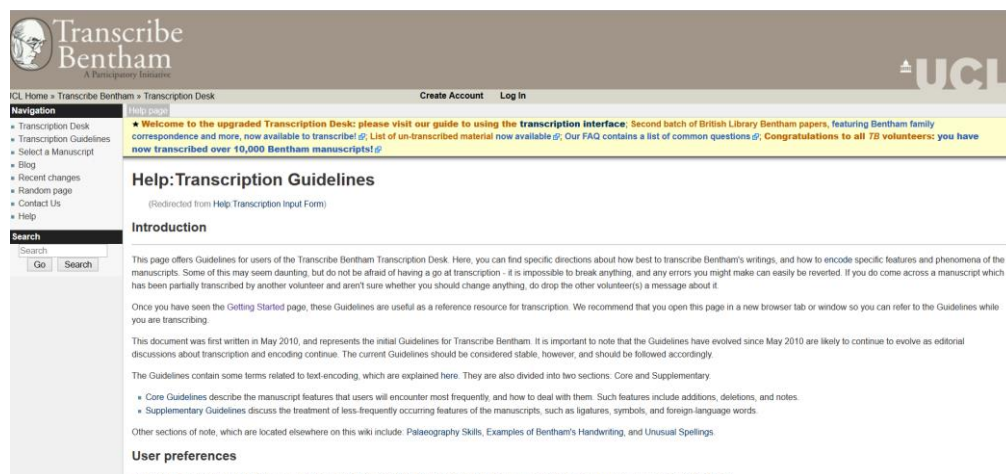 Transcribe
Bentham
A Participatory Initiative
UCL
UCL Home » Transcribe Bentham » Transcription Desk
Create Account Log In
Navigation
Transcription Desk
Transcription Guidelines
Select a Manuscript
Blog
Recent changes
Random page
Contact Us
Help
Search
Search
Go Search
Help page
★ Welcome to the upgraded Transcription Desk: please visit our guide to using the transcription interface; Second batch of British Library Bentham papers, featuring Bentham family
correspondence and more, now available to transcribe! ; List of un-transcribed material now available ; Our FAQ contains a list of common questions ; Congratulations to all TB volunteers: you have
now transcribed over 10,000 Bentham manuscripts!
Help:Transcription Guidelines
(Redirected from Help:Transcription Input Form)
Introduction
This page offers Guidelines for users of the Transcribe Bentham Transcription Desk. Here, you can find specific directions about how best to transcribe Bentham's writings, and how to encode specific features and phenomena of the
manuscripts. Some of this may seem daunting, but do not be afraid of having a go at transcription - it is impossible to break anything, and any errors you might make can easily be reverted. If you do come across a manuscript which
has been partially transcribed by another volunteer and aren't sure whether you should change anything, do drop the other volunteer(s) a message about it.
Once you have seen the Getting Started page, these Guidelines are useful as a reference resource for transcription. We recommend that you open this page in a new browser tab or window so you can refer to the Guidelines while
you are transcribing.
This document was first written in May 2010, and represents the initial Guidelines for Transcribe Bentham. It is important to note that the Guidelines have evolved since May 2010 are likely to continue to evolve as editorial
discussions about transcription and encoding continue. The current Guidelines should be considered stable, however, and should be followed accordingly.
The Guidelines contain some terms related to text-encoding, which are explained here. They are also divided into two sections: Core and Supplementary.
Core Guidelines describe the manuscript features that users will encounter most frequently, and how to deal with them. Such features include additions, deletions, and notes.
Supplementary Guidelines discuss the treatment of less-frequently occurring features of the manuscripts, such as ligatures, symbols, and foreign-language words.
Other sections of note, which are located elsewhere on this wiki include: Palaeography Skills, Examples of Bentham's Handwriting, and Unusual Spellings.
User preferences